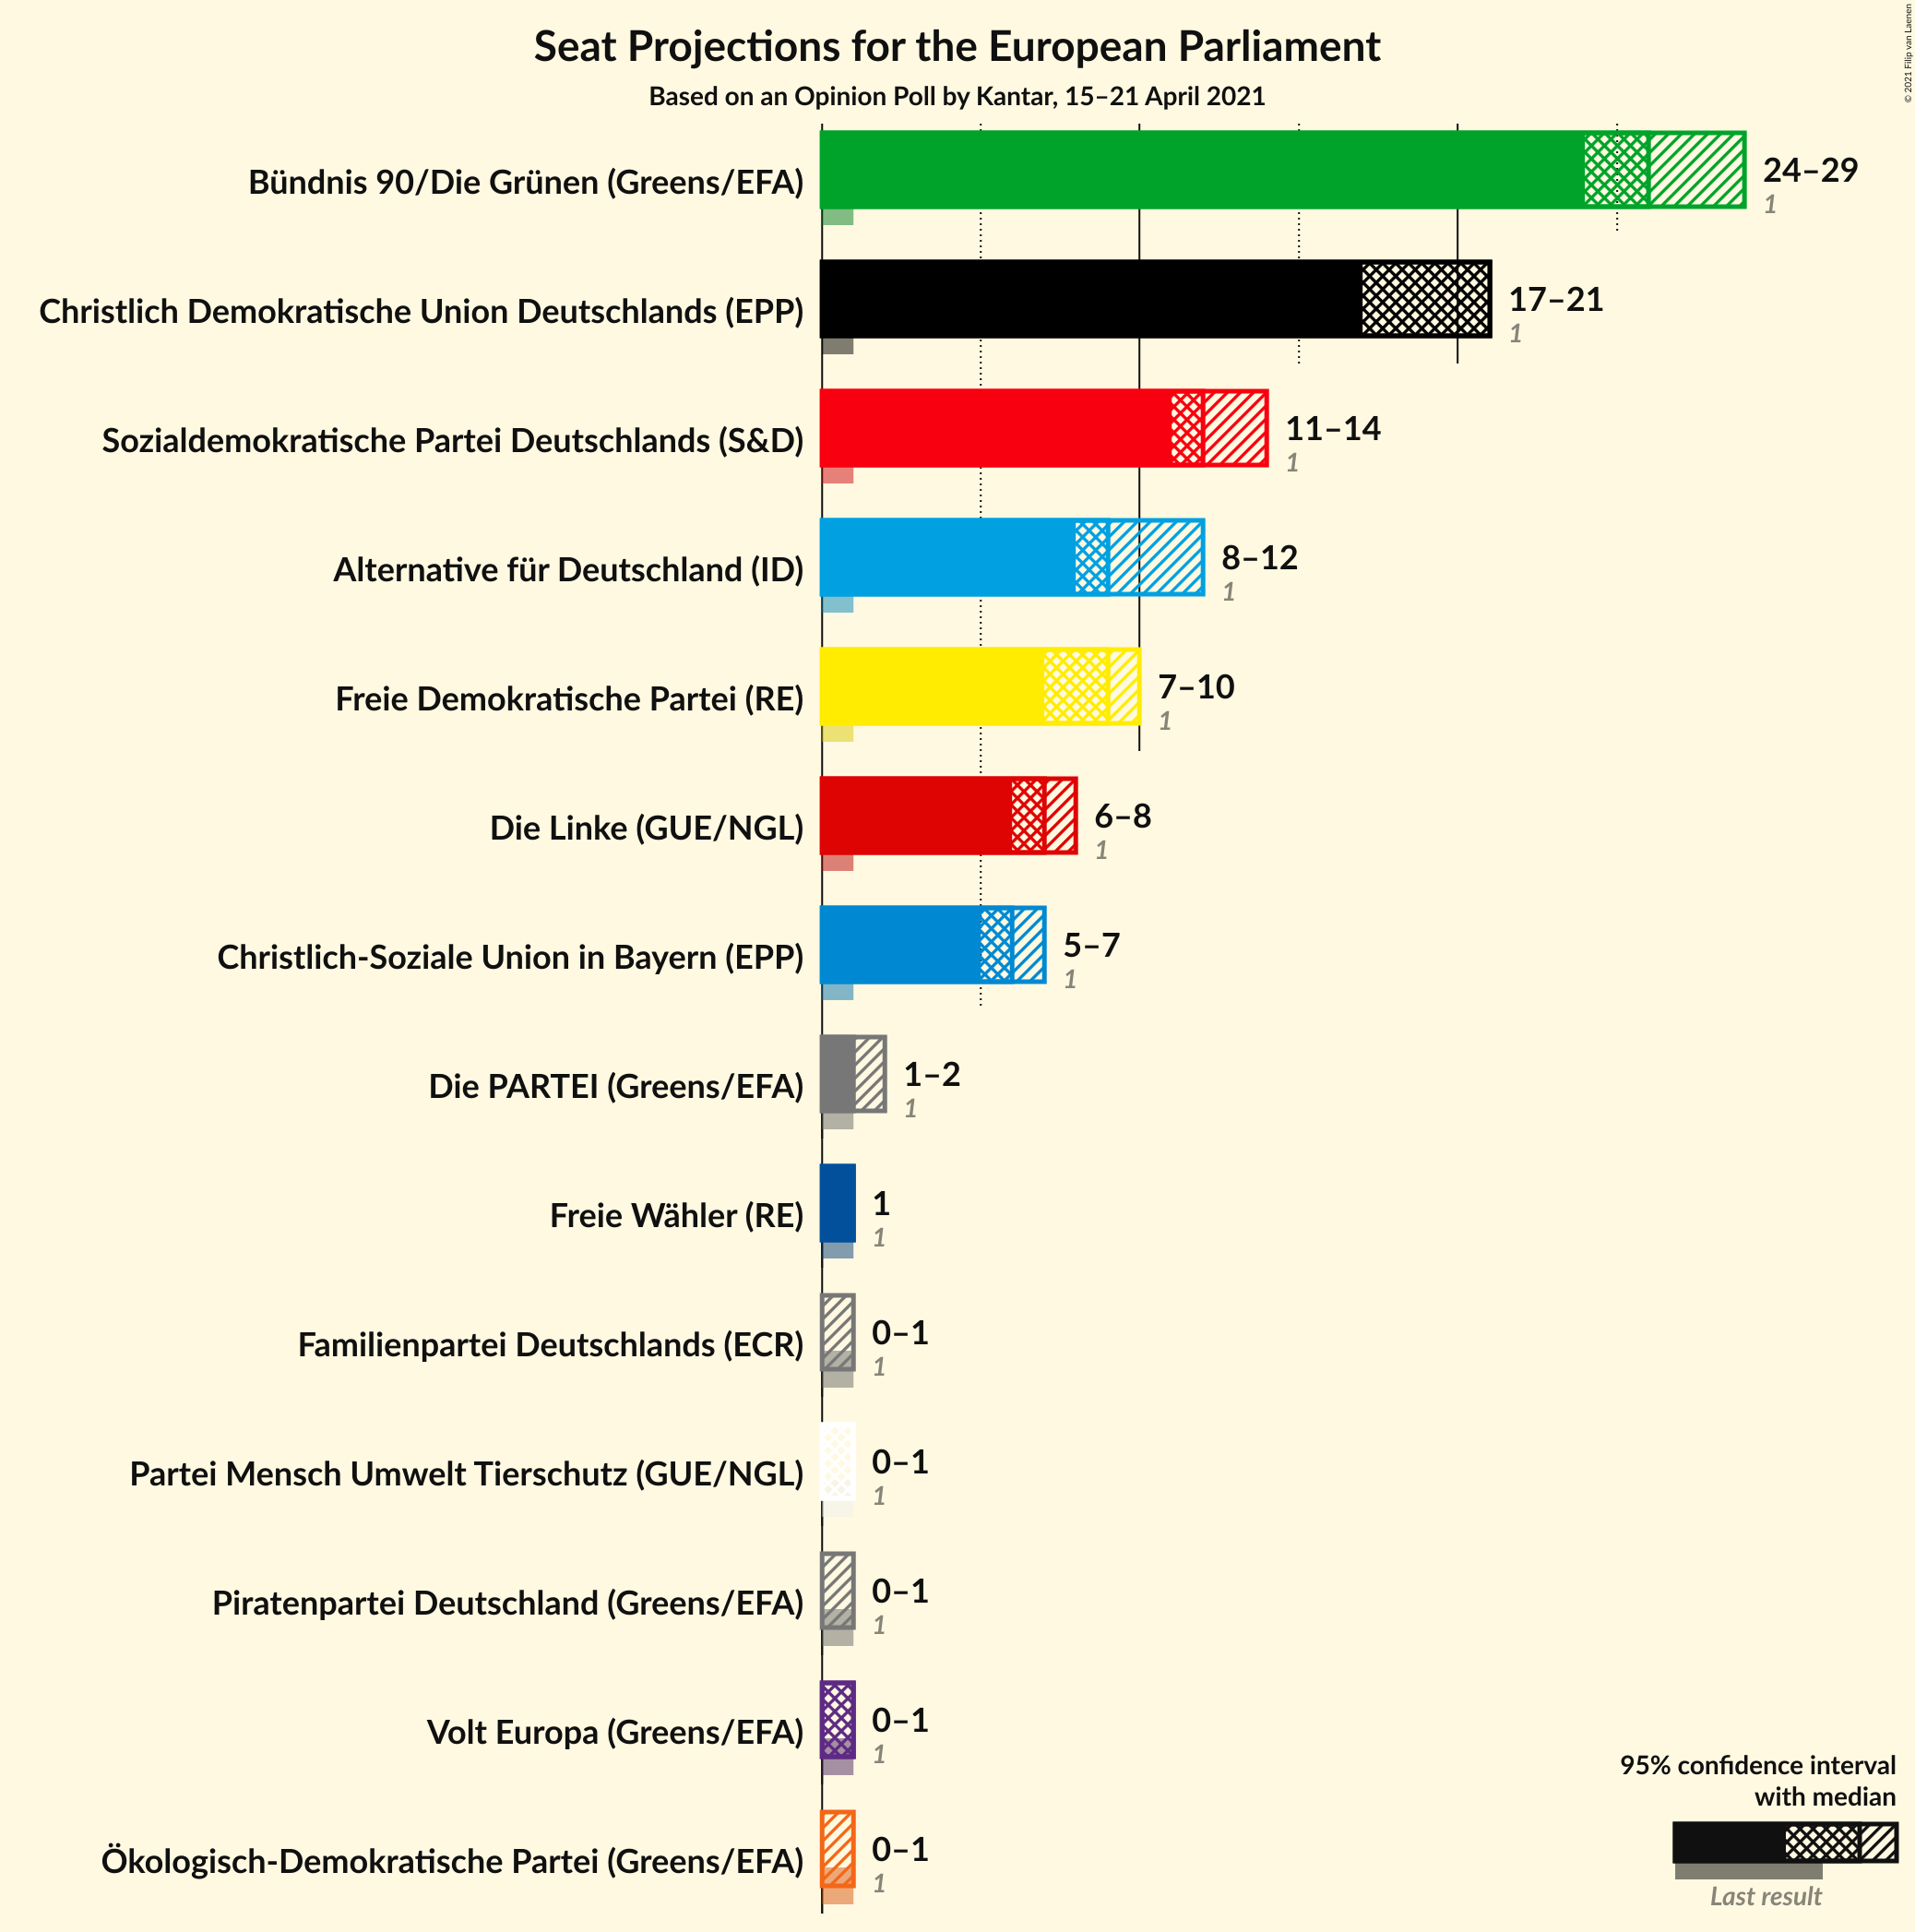 Seat Projections for the European Parliament
Based on an Opinion Poll by Kantar, 15–21 April 2021
© 2021 Filip van Laenen
Bündnis 90/Die Grünen (Greens/EFA)
24–29
1
Christlich Demokratische Union Deutschlands (EPP)
17–21
1
Sozialdemokratische Partei Deutschlands (S&D)
11–14
1
Alternative für Deutschland (ID)
8–12
1
Freie Demokratische Partei (RE)
7–10
1
Die Linke (GUE/NGL)
6–8
1
Christlich-Soziale Union in Bayern (EPP)
5–7
1
Die PARTEI (Greens/EFA)
1–2
1
Freie Wähler (RE)
1
1
Familienpartei Deutschlands (ECR)
0–1
1
Partei Mensch Umwelt Tierschutz (GUE/NGL)
0–1
1
Piratenpartei Deutschland (Greens/EFA)
0–1
1
Volt Europa (Greens/EFA)
0–1
1
Ökologisch-Demokratische Partei (Greens/EFA)
0–1
1
95% confidence interval
with median
Last result